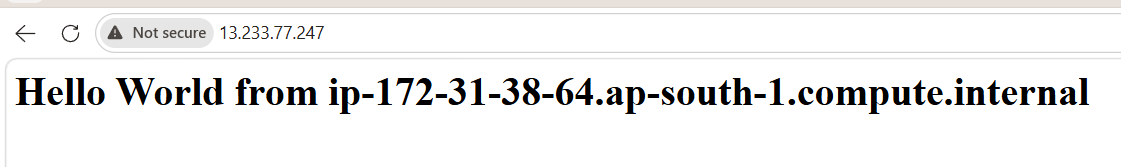 Not secure 13.233.77.247
Hello World from ip-172-31-38-64.ap-south-1.compute.internal